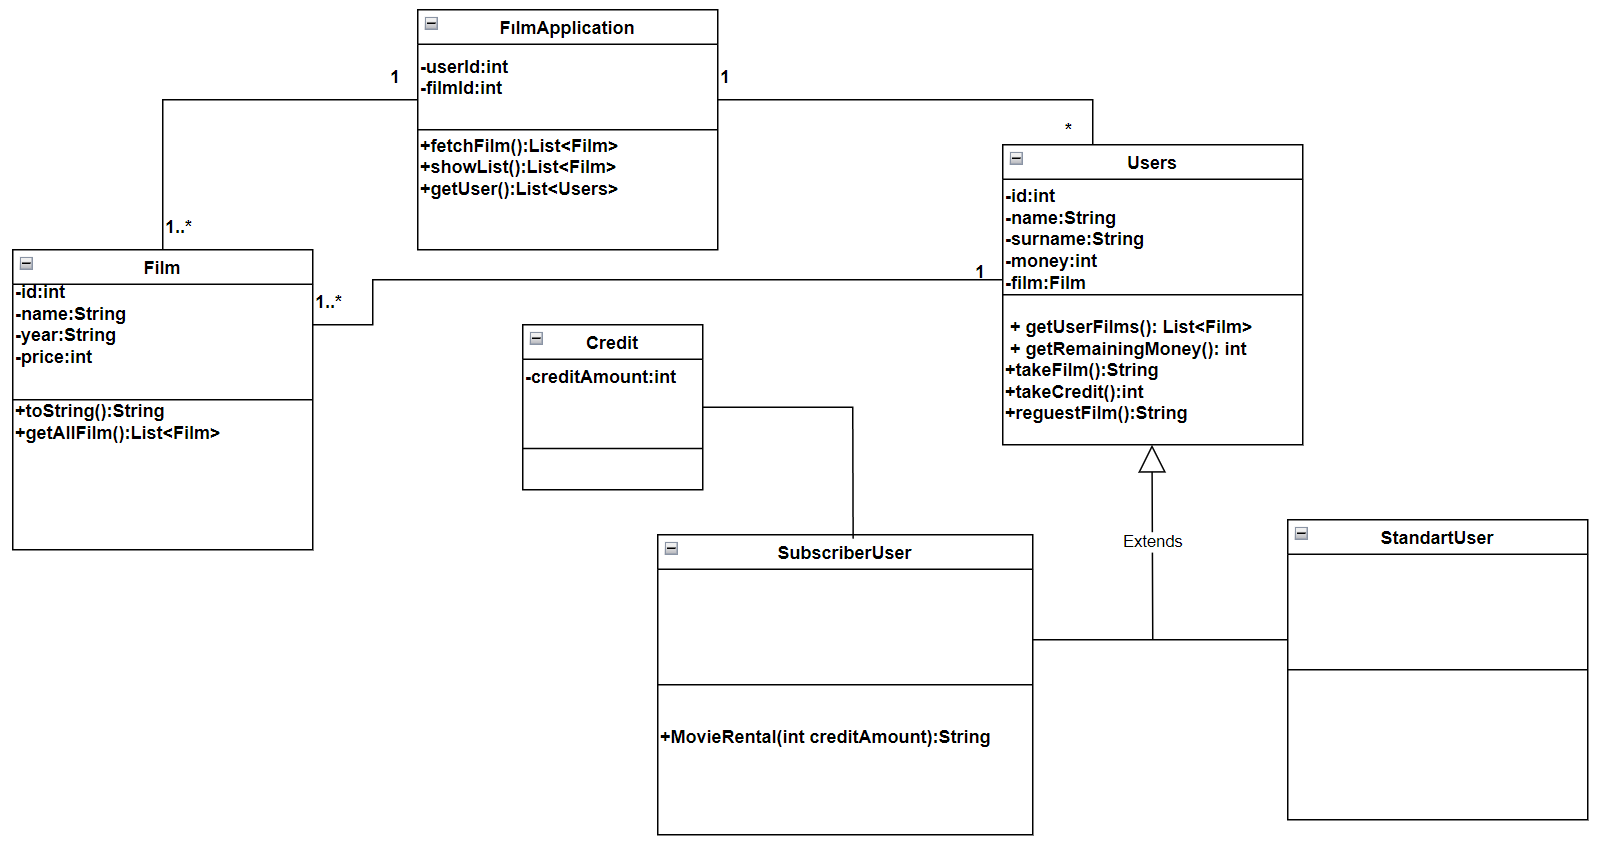 FılmApplication
-userId:int
-filmId:int
+fetchFilm():List<Film>
+showList():List<Film>
+getUser():List<Users>
1
1
*
1..*
Users
-id:int
-name:String
-surname:String
-money:int
-film:Film
+ getUserFilms(): List<Film>
+ getRemainingMoney(): int
+takeFilm():String
+takeCredit():int
+reguestFilm():String
Film
-id:int
-name:String
-year:String
-price:int
+toString():String
+getAllFilm():List<Film>
1
1..*
Credit
-creditAmount:int
Extends
SubscriberUser
+MovieRental(int creditAmount):String
StandartUser